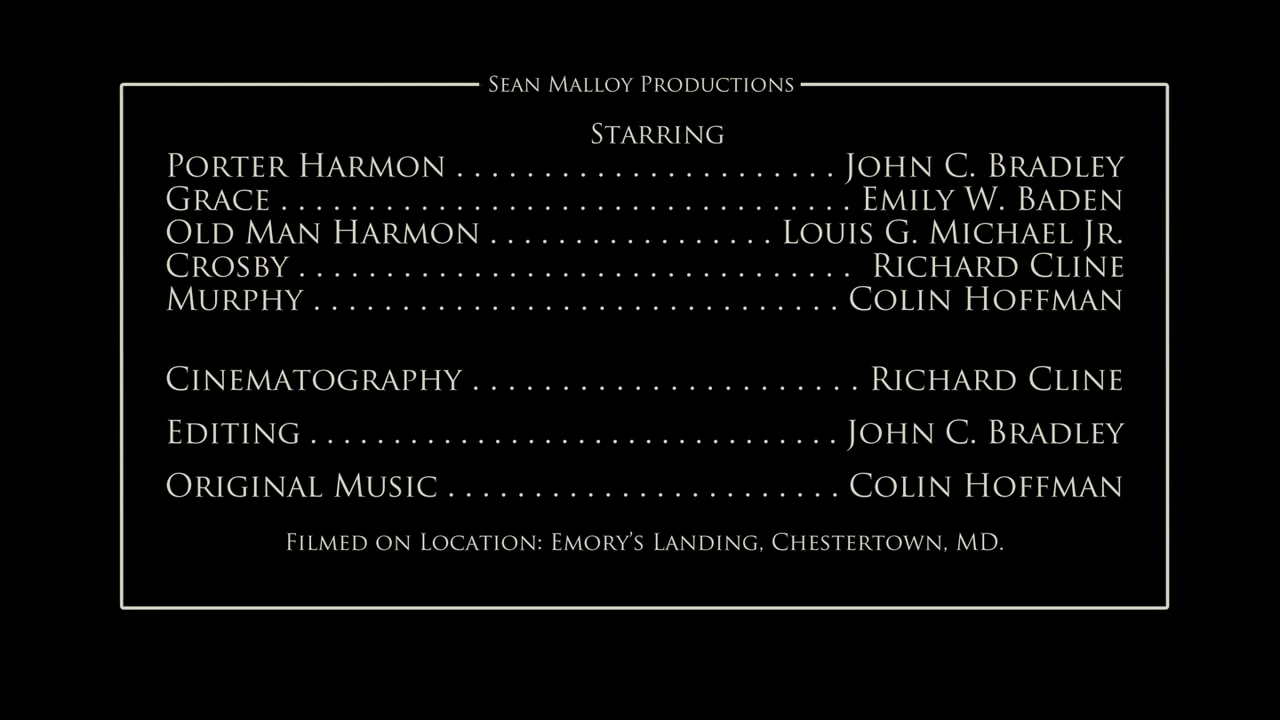 Sean Malloy Productions
Starring
Porter Harmon . . . . . . . . . . . . . . . . . . . . . . . John C. Bradley
Grace . . . . . . . . . . . . . . . . . . . . . . . . . . . . . . . . . Emily W. Baden
Old Man Harmon . . . . . . . . . . . . . . . . . Louis G. Michael Jr.
Crosby . . . . . . . . . . . . . . . . . . . . . . . . . . . . . . . . Richard Cline
Murphy . . . . . . . . . . . . . . . . . . . . . . . . . . . . . . . Colin Hoffman
Cinematography . . . . . . . . . . . . . . . . . . . . . . . Richard Cline
Editing . . . . . . . . . . . . . . . . . . . . . . . . . . . . . . . John C. Bradley
Original Music . . . . . . . . . . . . . . . . . . . . . . . Colin Hoffman
Filmed on Location: Emory's Landing, Chestertown, MD.